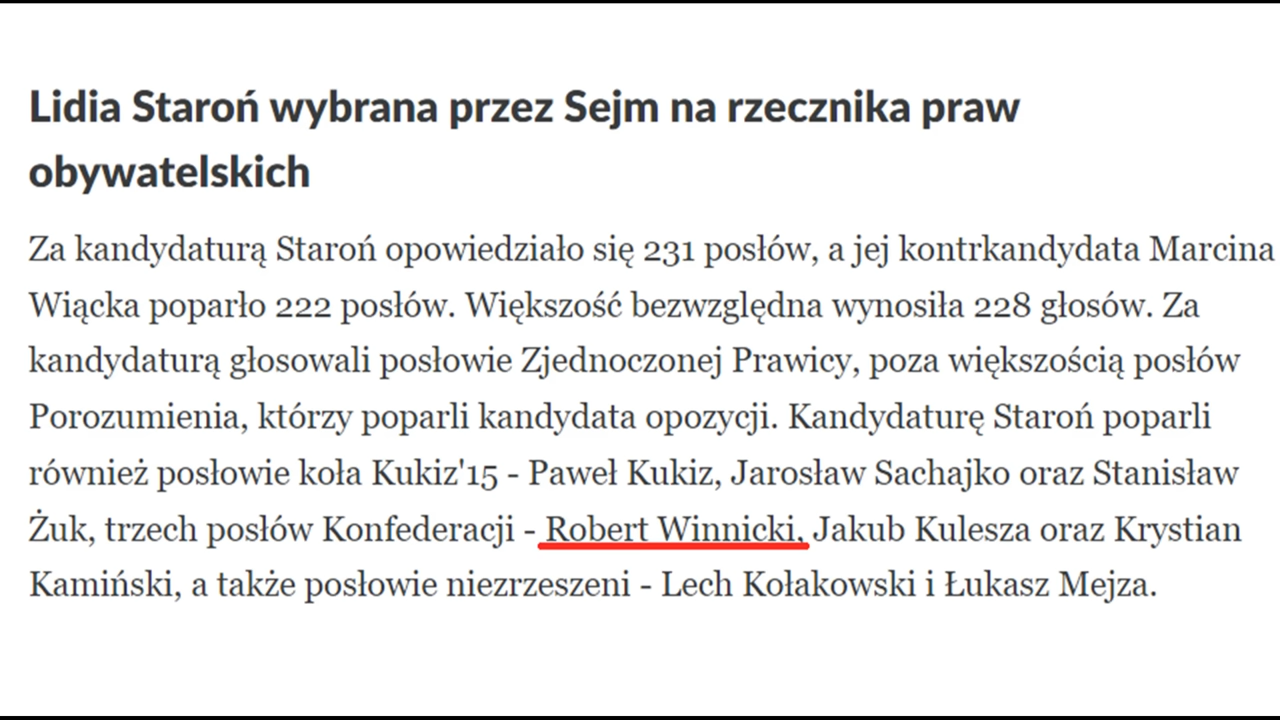 Lidia Staroń wybrana przez Sejm na rzecznika praw
obywatelskich
Za kandydaturą Staroń opowiedziało się 231 posłów, a jej kontrkandydata Marcina
Wiącka poparło 222 posłów. Większość bezwzględna wynosiła 228 głosów. Za
kandydaturą głosowali posłowie Zjednoczonej Prawicy, poza większością posłów
Porozumienia, którzy poparli kandydata opozycji. Kandydaturę Staroń poparli
również posłowie koła Kukiz'15 - Paweł Kukiz, Jarosław Sachajko oraz Stanisław
Żuk, trzech posłów Konfederacji - Robert Winnicki, Jakub Kulesza oraz Krystian
Kamiński, a także posłowie niezrzeszeni - Lech Kołakowski i Łukasz Mejza.